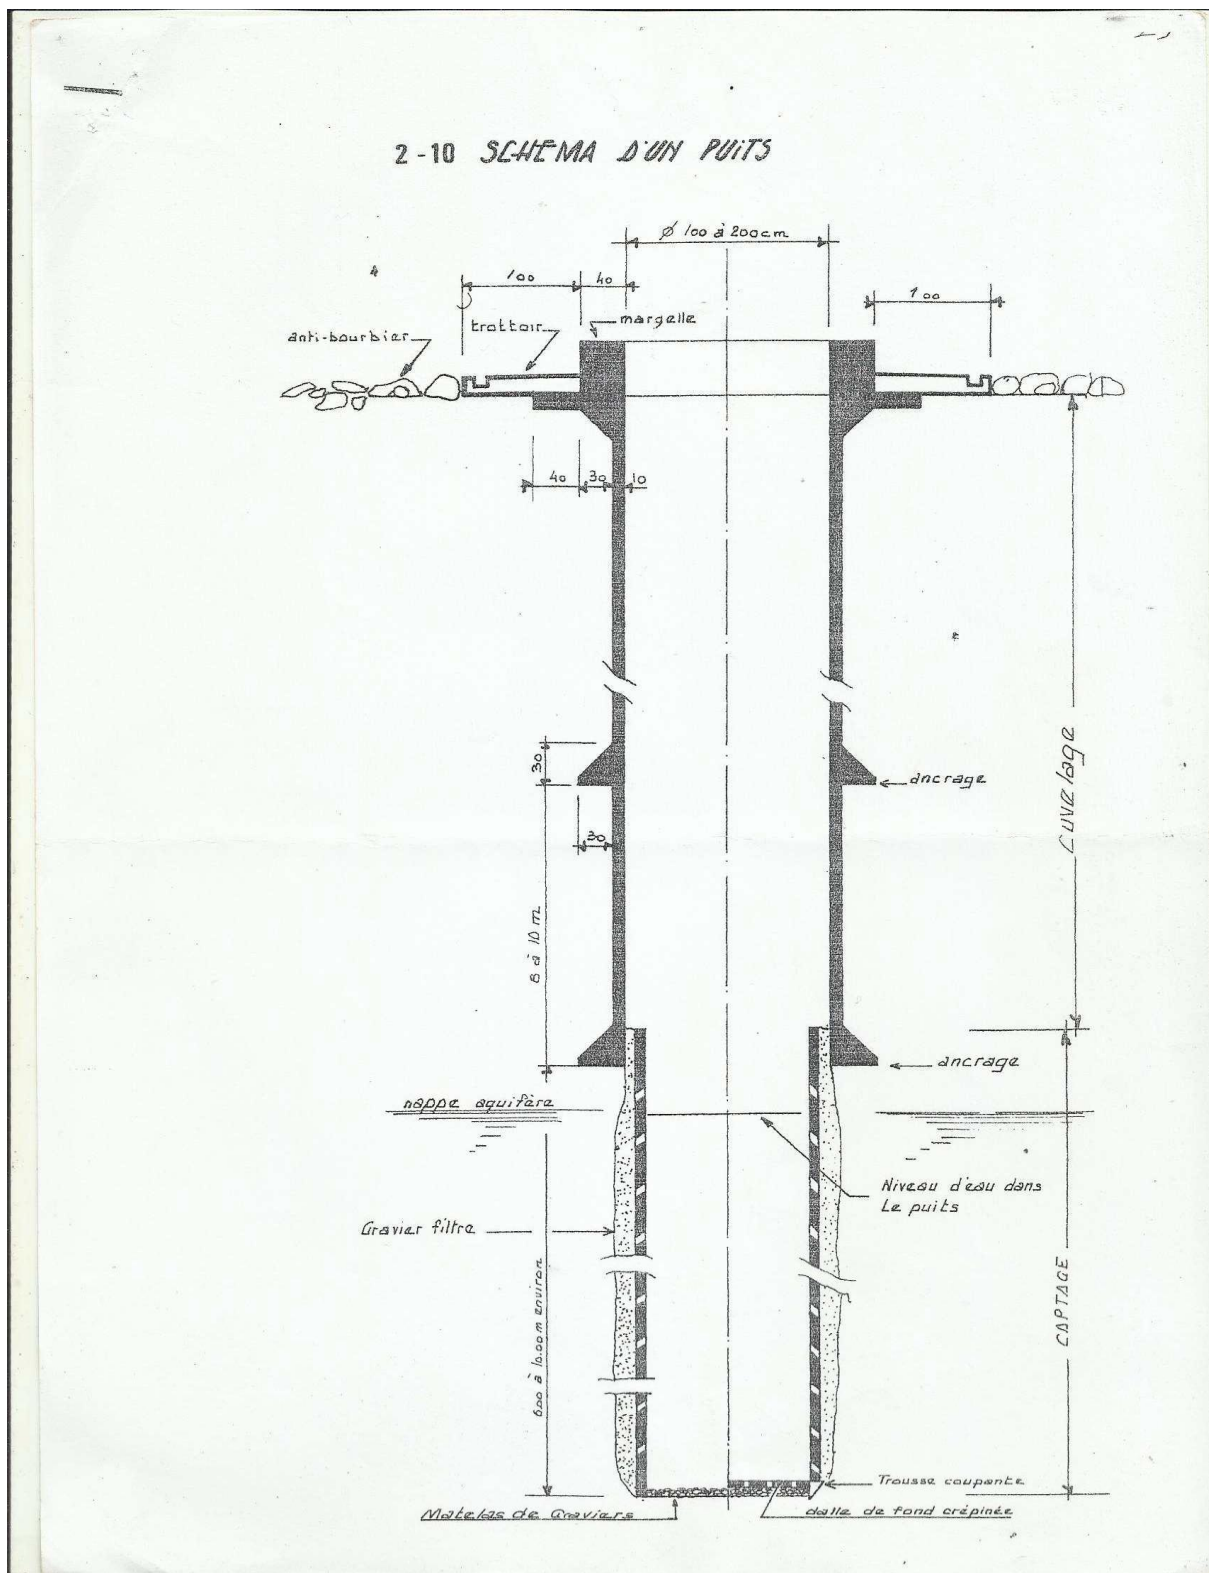 2-10 SCHEMA D'UN PUITS
Ø 100 à 200cm
100
40
100
margelle
trottoir
anti-bourbier
40
30
10
30
ancrage
30
cuvelage
8 à 10 m
ancrage
nappe aquifère
Niveau d'eau dans
Le puits
Gravier filtre
CAPTAGE
6.00 à 10.00m environ
Trousse coupante
Matelas de Graviers
dalle de fond crépinée